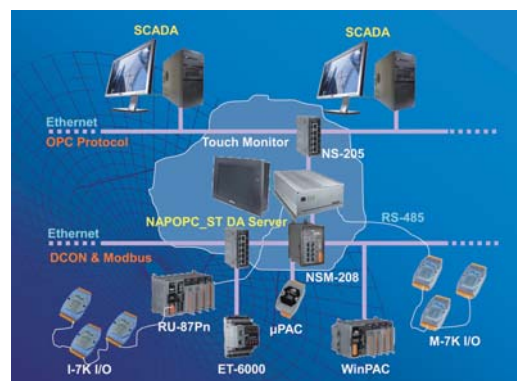 SCADA
SCADA
Ethernet
OPC Protocol
Touch Monitor
NS-205
NAPOPC_ST DA Server
RS-485
Ethernet
DCON & Modbus
NSM-208
RU-87Pn
µPAC
I-7K I/O
ET-6000
WinPAC
M-7K I/O